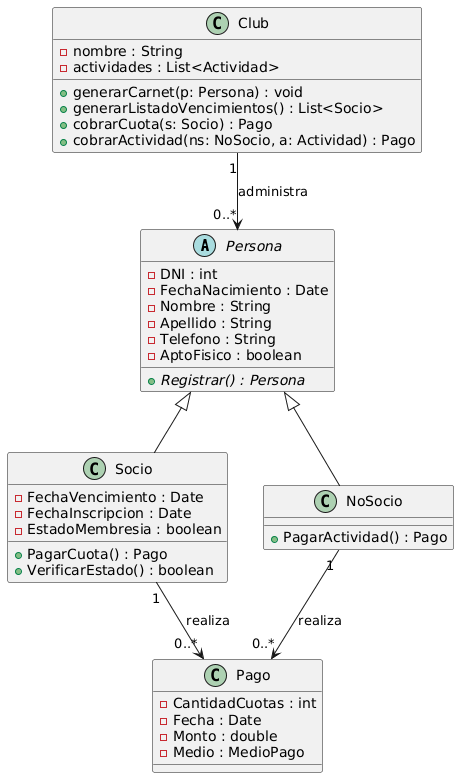 C Club
nombre : String
actividades : List<Actividad>
generarCarnet(p: Persona) : void
generarListadoVencimientos() : List<Socio>
cobrarCuota(s: Socio) : Pago
cobrarActividad(ns: NoSocio, a: Actividad) : Pago
1
administra
0..*
A Persona
DNI : int
FechaNacimiento : Date
Nombre : String
Apellido : String
Telefono : String
AptoFisico : boolean
Registrar() : Persona
C Socio
FechaVencimiento : Date
FechaInscripcion : Date
EstadoMembresia : boolean
PagarCuota() : Pago
VerificarEstado() : boolean
C NoSocio
PagarActividad() : Pago
1
realiza
0..*
1
realiza
0..*
C Pago
CantidadCuotas : int
Fecha : Date
Monto : double
Medio : MedioPago